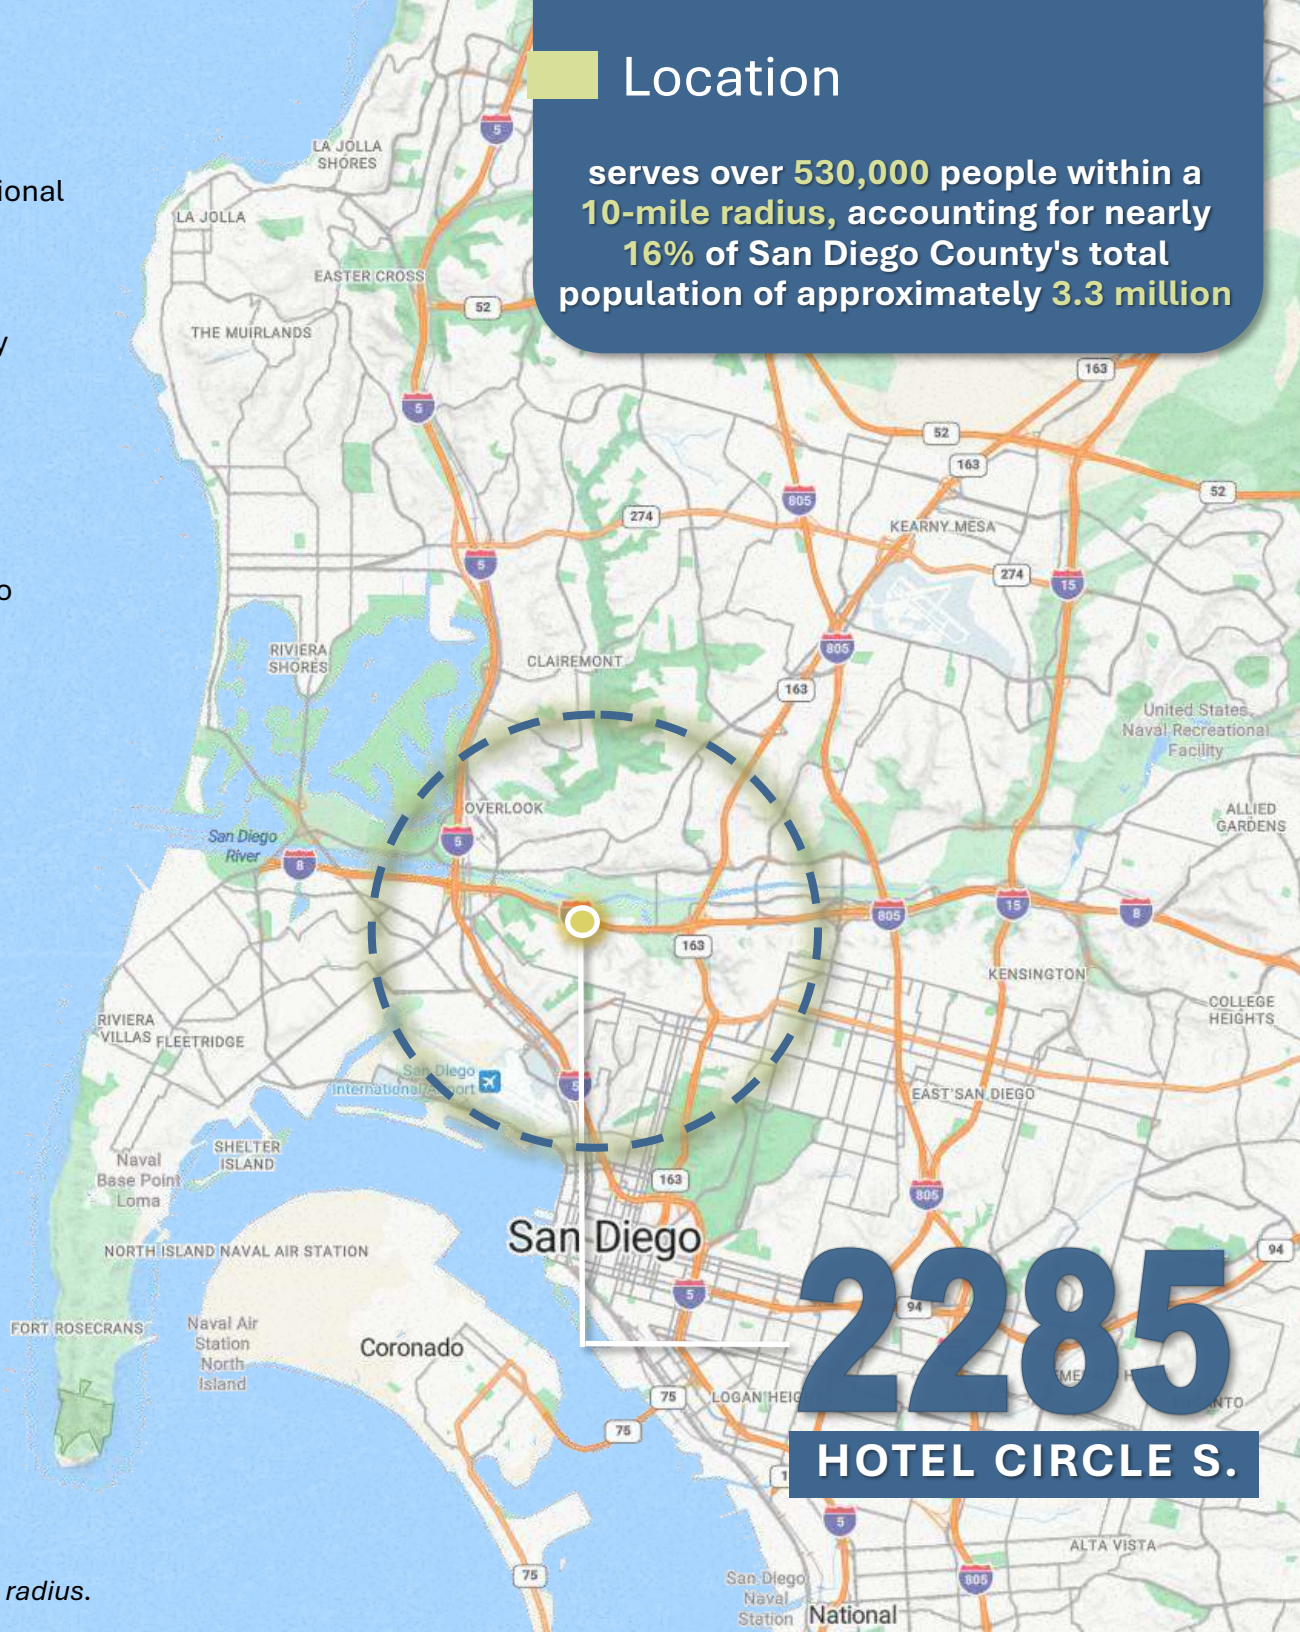 Location
serves over 530,000 people within a
10-mile radius, accounting for nearly
16% of San Diego County's total
population of approximately 3.3 million
ional
y
o
radius.
5
LA JOLLA
SHORES
LA JOLLA
EASTER CROSS
52
THE MUIRLANDS
163
5
52
163
52
805
274
KEARNY MESA
5
274
15
RIVIERA
SHORES
CLAIREMONT
805
163
United States
Naval Recreational
Facility
OVERLOOK
ALLIED
GARDENS
San Diego
River
5
8
805
15
8
163
KENSINGTON
COLLEGE
HEIGHTS
RIVIERA
VILLAS
FLEETRIDGE
San Diego
International Airport
5
EAST SAN DIEGO
SHELTER
ISLAND
Naval
Base Point
Loma
163
805
San Diego
NORTH ISLAND NAVAL AIR STATION
94
5
94
FORT ROSECRANS
Naval Air
Station
North
Island
Coronado
2285
HOTEL CIRCLE S.
75
LOGAN HEIG
75
5
ALTA VISTA
75
805
San Diego
Naval
Station
National